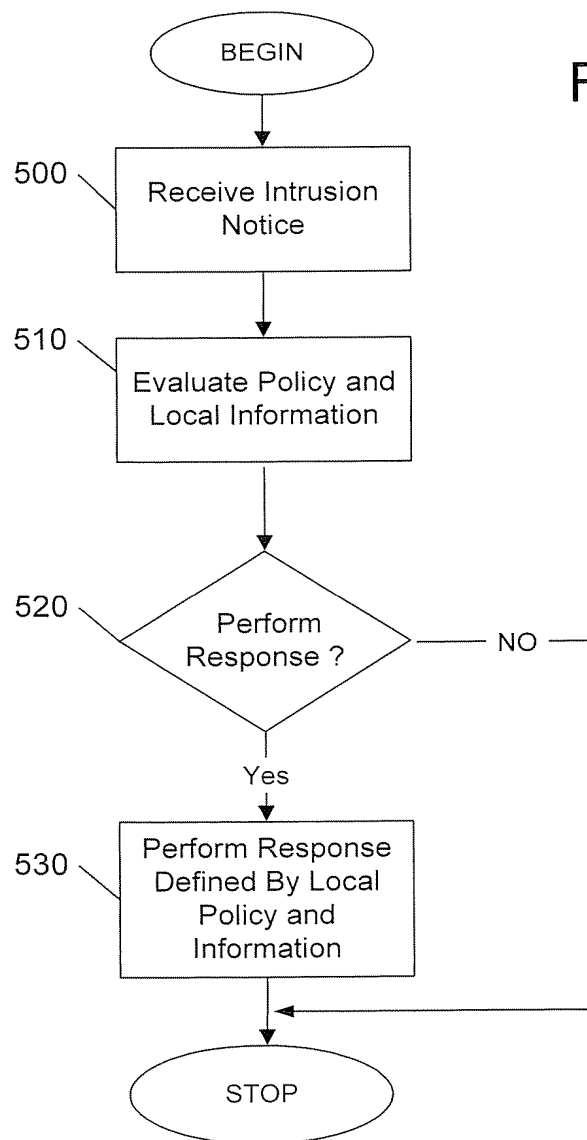 BEGIN
F
500
Receive Intrusion
Notice
510
Evaluate Policy and
Local Information
520
Perform
Response ?
NO
Yes
530
Perform Response
Defined By Local
Policy and
Information
STOP